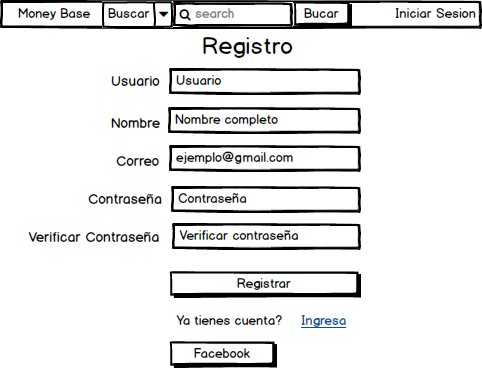 Money Base Buscar search Bucar Iniciar Sesion
Registro
Usuario Usuario
Nombre Nombre completo
Correo ejemplo@gmail.com
Contraseña Contraseña
Verificar Contraseña Verificar contraseña
Registrar
Ya tienes cuenta? Ingresa
Facebook